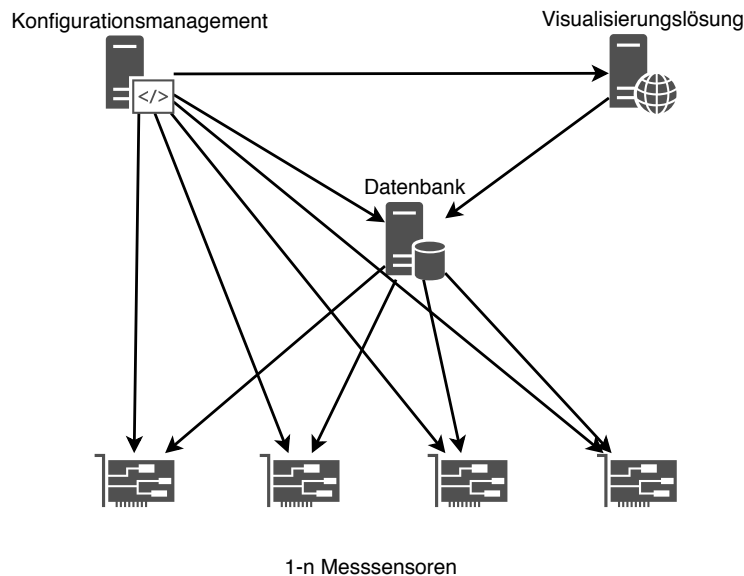 Konfigurationsmanagement
Visualisierungslösung
</>
Datenbank
1-n Messsensoren